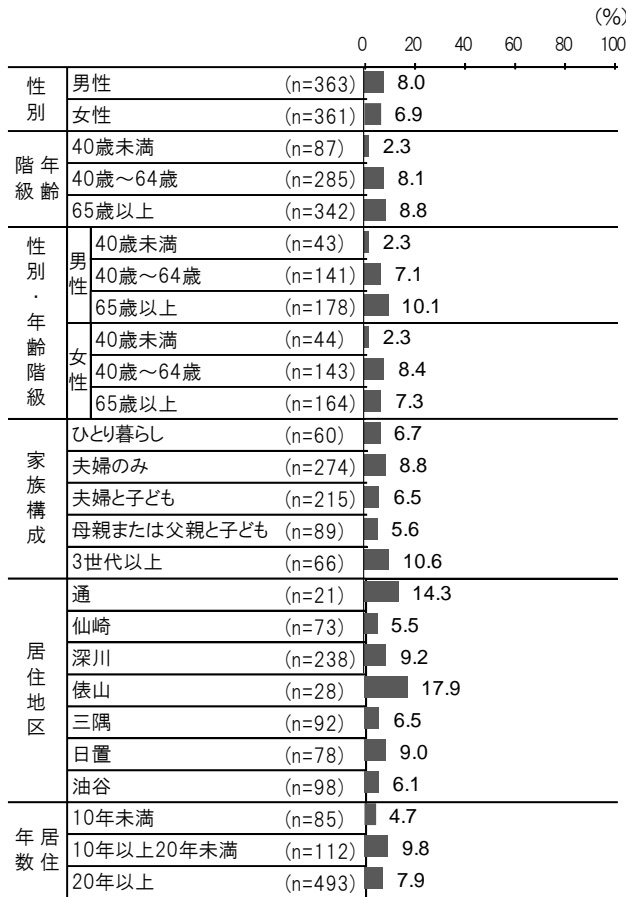 (%)
0 20 40 60 80 100
性別
男性 (n=363) 8.0
女性 (n=361) 6.9
年齢階級
40歳未満 (n=87) 2.3
40歳～64歳 (n=285) 8.1
65歳以上 (n=342) 8.8
性別・年齢階級
男性
40歳未満 (n=43) 2.3
40歳～64歳 (n=141) 7.1
65歳以上 (n=178) 10.1
女性
40歳未満 (n=44) 2.3
40歳～64歳 (n=143) 8.4
65歳以上 (n=164) 7.3
家族構成
ひとり暮らし (n=60) 6.7
夫婦のみ (n=274) 8.8
夫婦と子ども (n=215) 6.5
母親または父親と子ども (n=89) 5.6
3世代以上 (n=66) 10.6
居住地区
通 (n=21) 14.3
仙崎 (n=73) 5.5
深川 (n=238) 9.2
俵山 (n=28) 17.9
三隅 (n=92) 6.5
日置 (n=78) 9.0
油谷 (n=98) 6.1
居住年数
10年未満 (n=85) 4.7
10年以上20年未満 (n=112) 9.8
20年以上 (n=493) 7.9